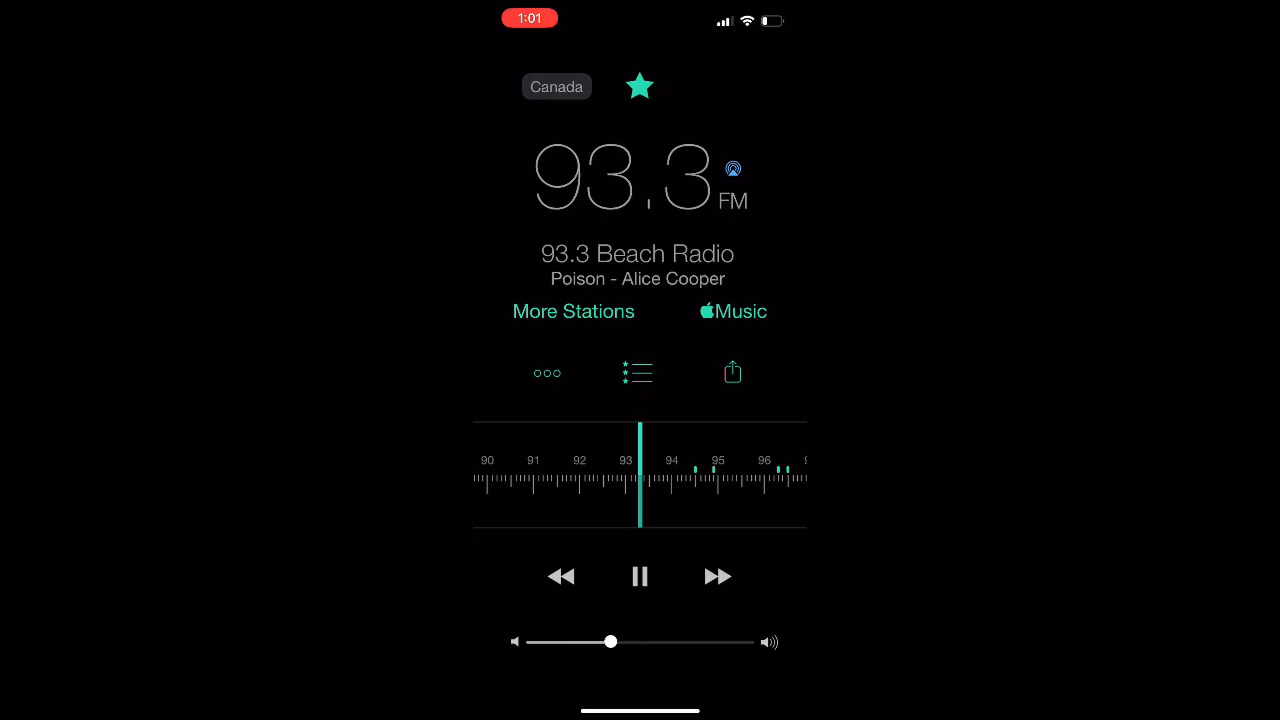 1:01
Canada
93.3 FM
93.3 Beach Radio
Poison - Alice Cooper
More Stations
Music
90 91 92 93 94 95 96